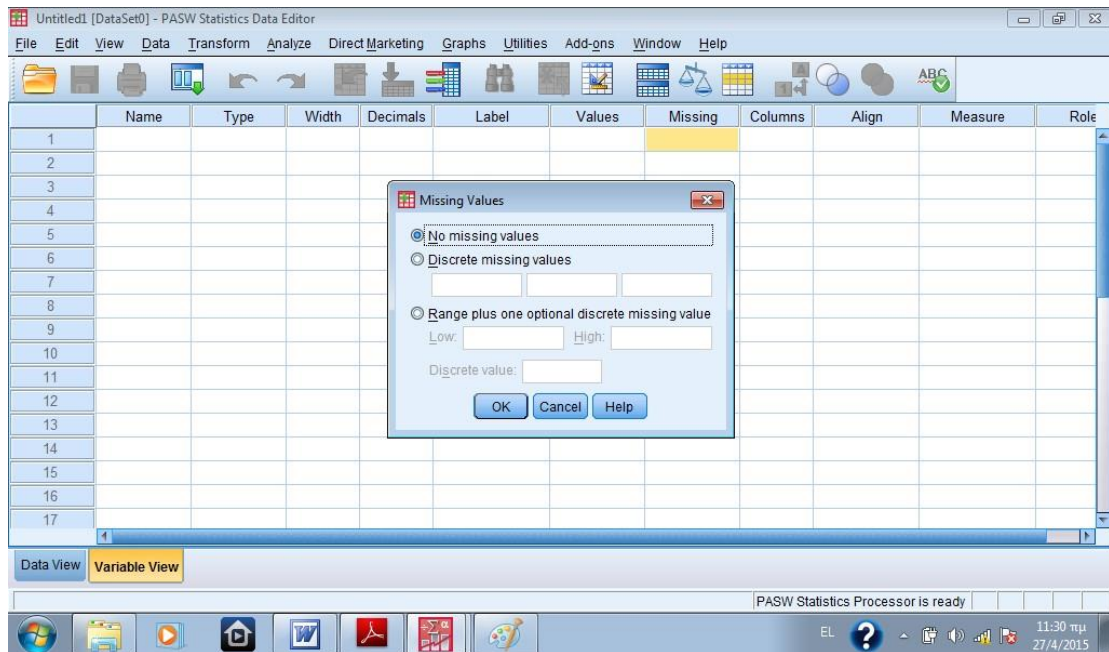 Untitled1 [DataSet0] - PASW Statistics Data Editor
File Edit View Data Transform Analyze Direct Marketing Graphs Utilities Add-ons Window Help
Name Type Width Decimals Label Values Missing Columns Align Measure Role
1
2
3
4
5
6
7
8
9
10
11
12
13
14
15
16
17
Missing Values
No missing values
Discrete missing values
Range plus one optional discrete missing value
Low: High:
Discrete value:
OK Cancel Help
Data View Variable View
PASW Statistics Processor is ready
EL 11:30 πμ
27/4/2015